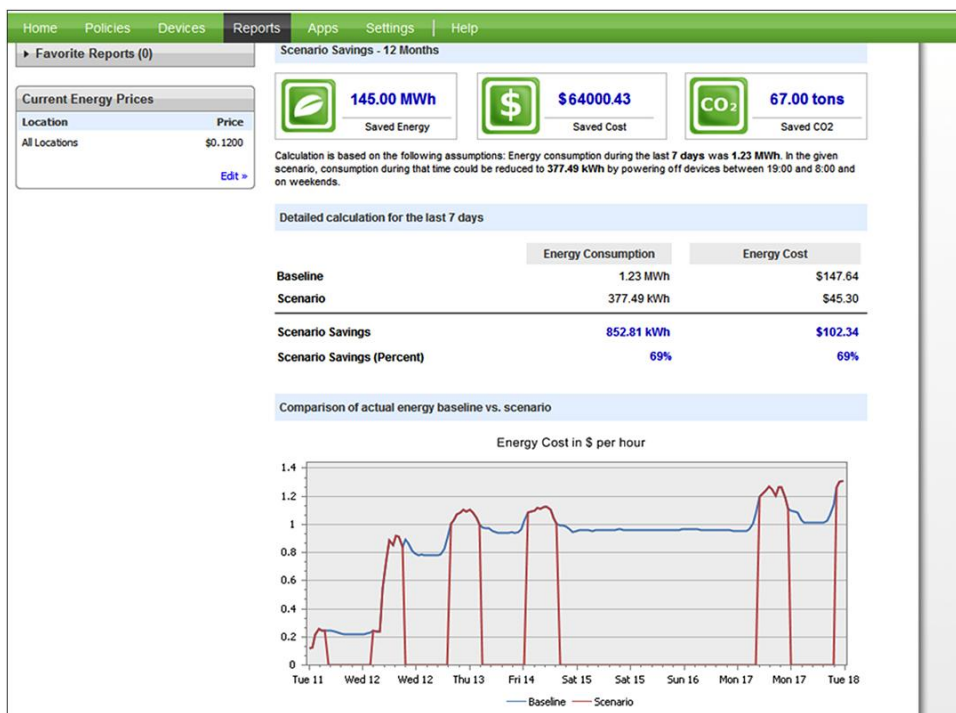 Home Policies Devices Reports Apps Settings Help
Favorite Reports (0)
Current Energy Prices
Location Price
All Locations $0.1200
Edit »
Scenario Savings - 12 Months
145.00 MWh
Saved Energy
$
$64000.43
Saved Cost
CO2
67.00 tons
Saved CO2
Calculation is based on the following assumptions: Energy consumption during the last 7 days was 1.23 MWh. In the given
scenario, consumption during that time could be reduced to 377.49 kWh by powering off devices between 19:00 and 8:00 and
on weekends.
Detailed calculation for the last 7 days
Energy Consumption Energy Cost
Baseline 1.23 MWh $147.64
Scenario 377.49 kWh $45.30
Scenario Savings 852.81 kWh $102.34
Scenario Savings (Percent) 69% 69%
Comparison of actual energy baseline vs. scenario
Energy Cost in $ per hour
1.4
1.2
1
0.8
0.6
0.4
0.2
0
Tue 11 Wed 12 Wed 12 Thu 13 Fri 14 Sat 15 Sat 15 Sun 16 Mon 17 Mon 17 Tue 18
Baseline Scenario